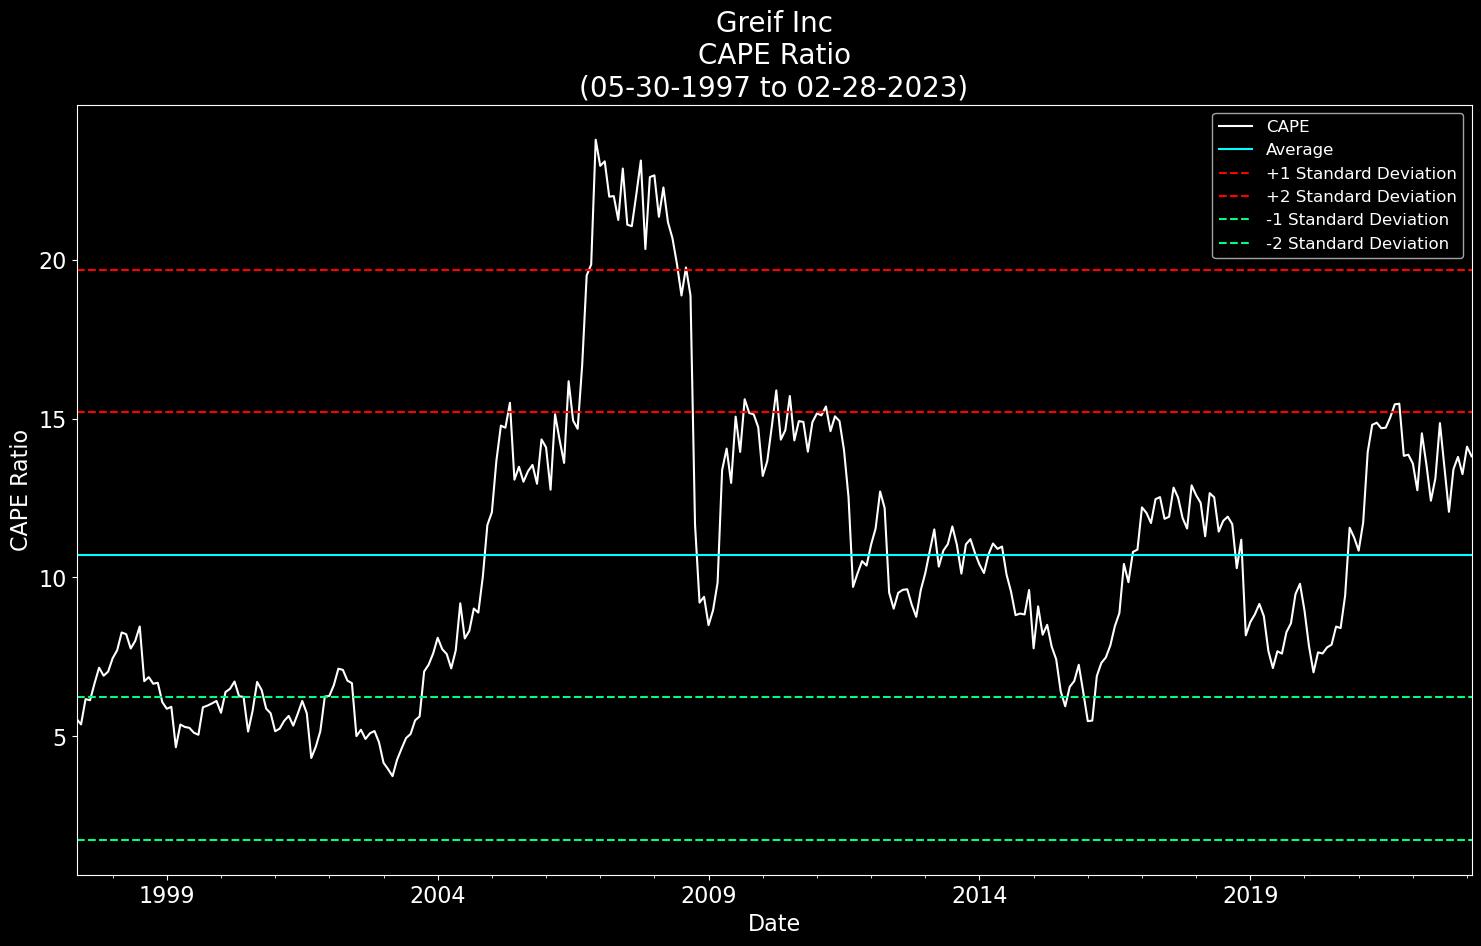 Greif Inc
CAPE Ratio
(05-30-1997 to 02-28-2023)
CAPE
Average
+1 Standard Deviation
+2 Standard Deviation
-1 Standard Deviation
-2 Standard Deviation
CAPE Ratio
20
15
10
5
1999
2004
2009
2014
2019
Date